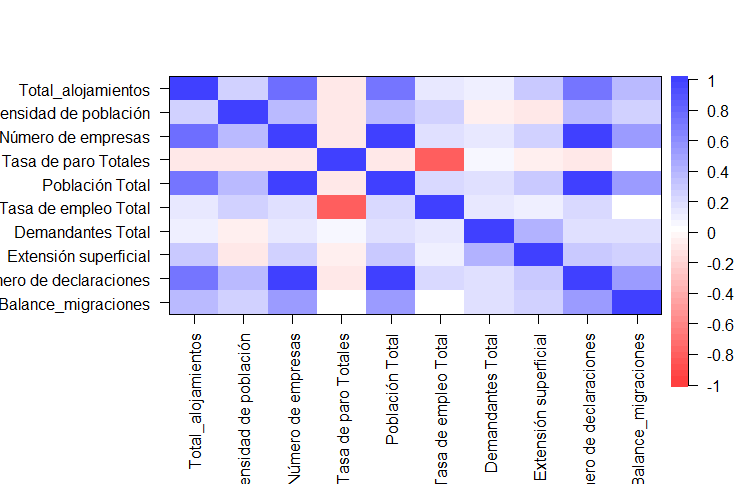 Total_alojamientos
ensidad de población
Número de empresas
Tasa de paro Totales
Población Total
Tasa de empleo Total
Demandantes Total
Extensión superficial
nero de declaraciones
Balance_migraciones
1
0.8
0.6
0.4
0.2
0
-0.2
-0.4
-0.6
-0.8
-1
Total_alojamientos
ensidad de población
Número de empresas
Tasa de paro Totales
Población Total
Tasa de empleo Total
Demandantes Total
Extensión superficial
nero de declaraciones
Balance_migraciones